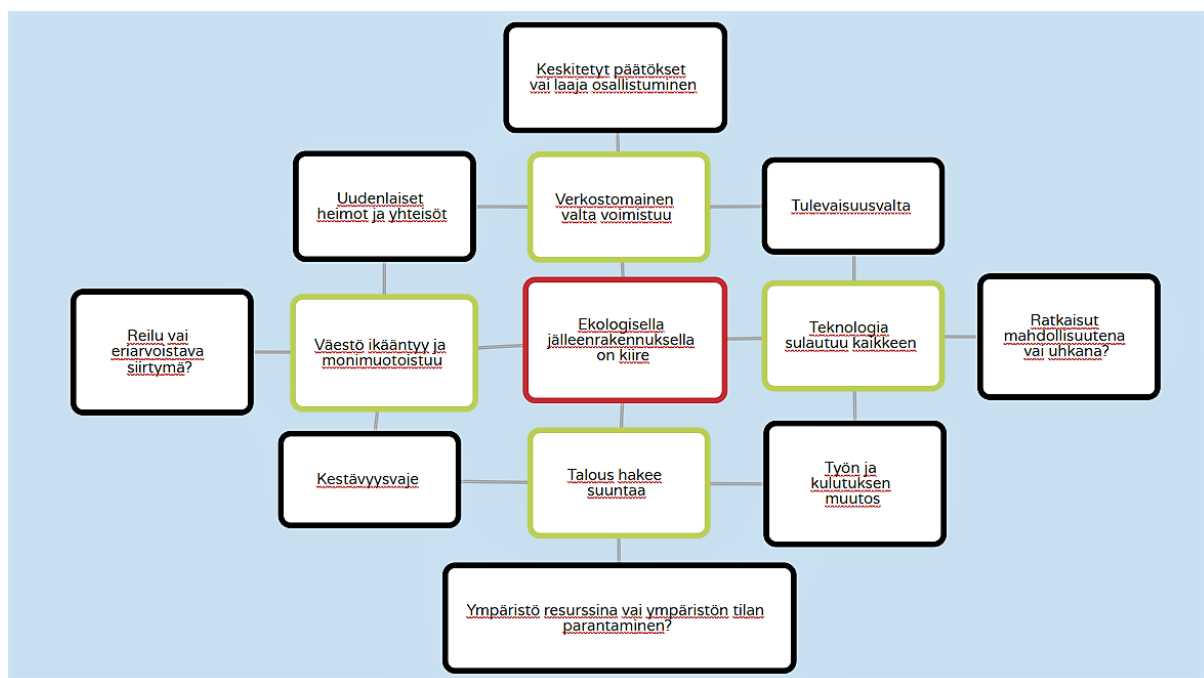 Keskitetyt päätökset
vai laaja osallistuminen
Uudenlaiset
heimot ja yhteisöt
Verkostomainen
valta voimistuu
Tulevaisuusvalta
Reilu vai
eriarvoistava
siirtymä?
Väestö ikääntyy ja
monimuotoistuu
Ekologisella
jälleenrakennuksella
on kiire
Teknologia
sulautuu kaikkeen
Ratkaisut
mahdollisuutena
vai uhkana?
Kestävyysvaje
Talous hakee
suuntaa
Työn ja
kulutuksen
muutos
Ympäristö resurssina vai ympäristön tilan
parantaminen?